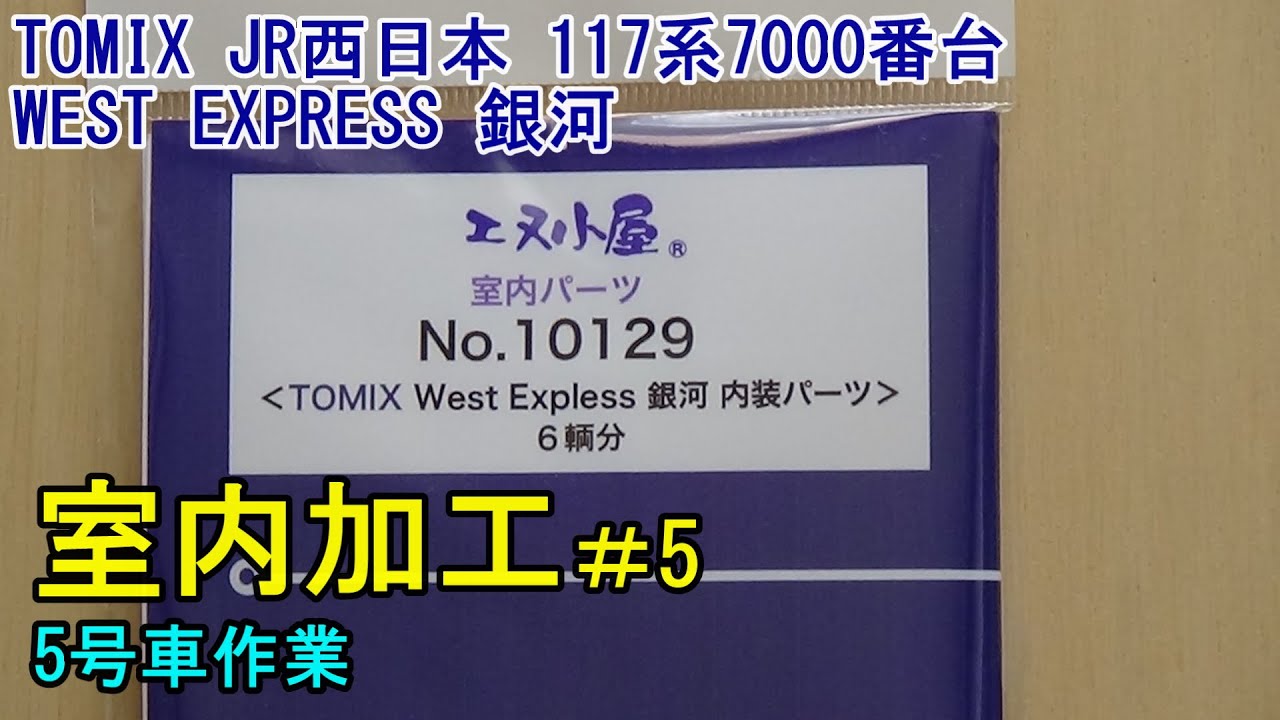 TOMIX JR西日本 117系7000番台
WEST EXPRESS 銀河
エヌ小屋®
室内パーツ
No.10129
＜TOMIX West Expless 銀河 内装パーツ＞
６輌分
室内加工#5
5号車作業